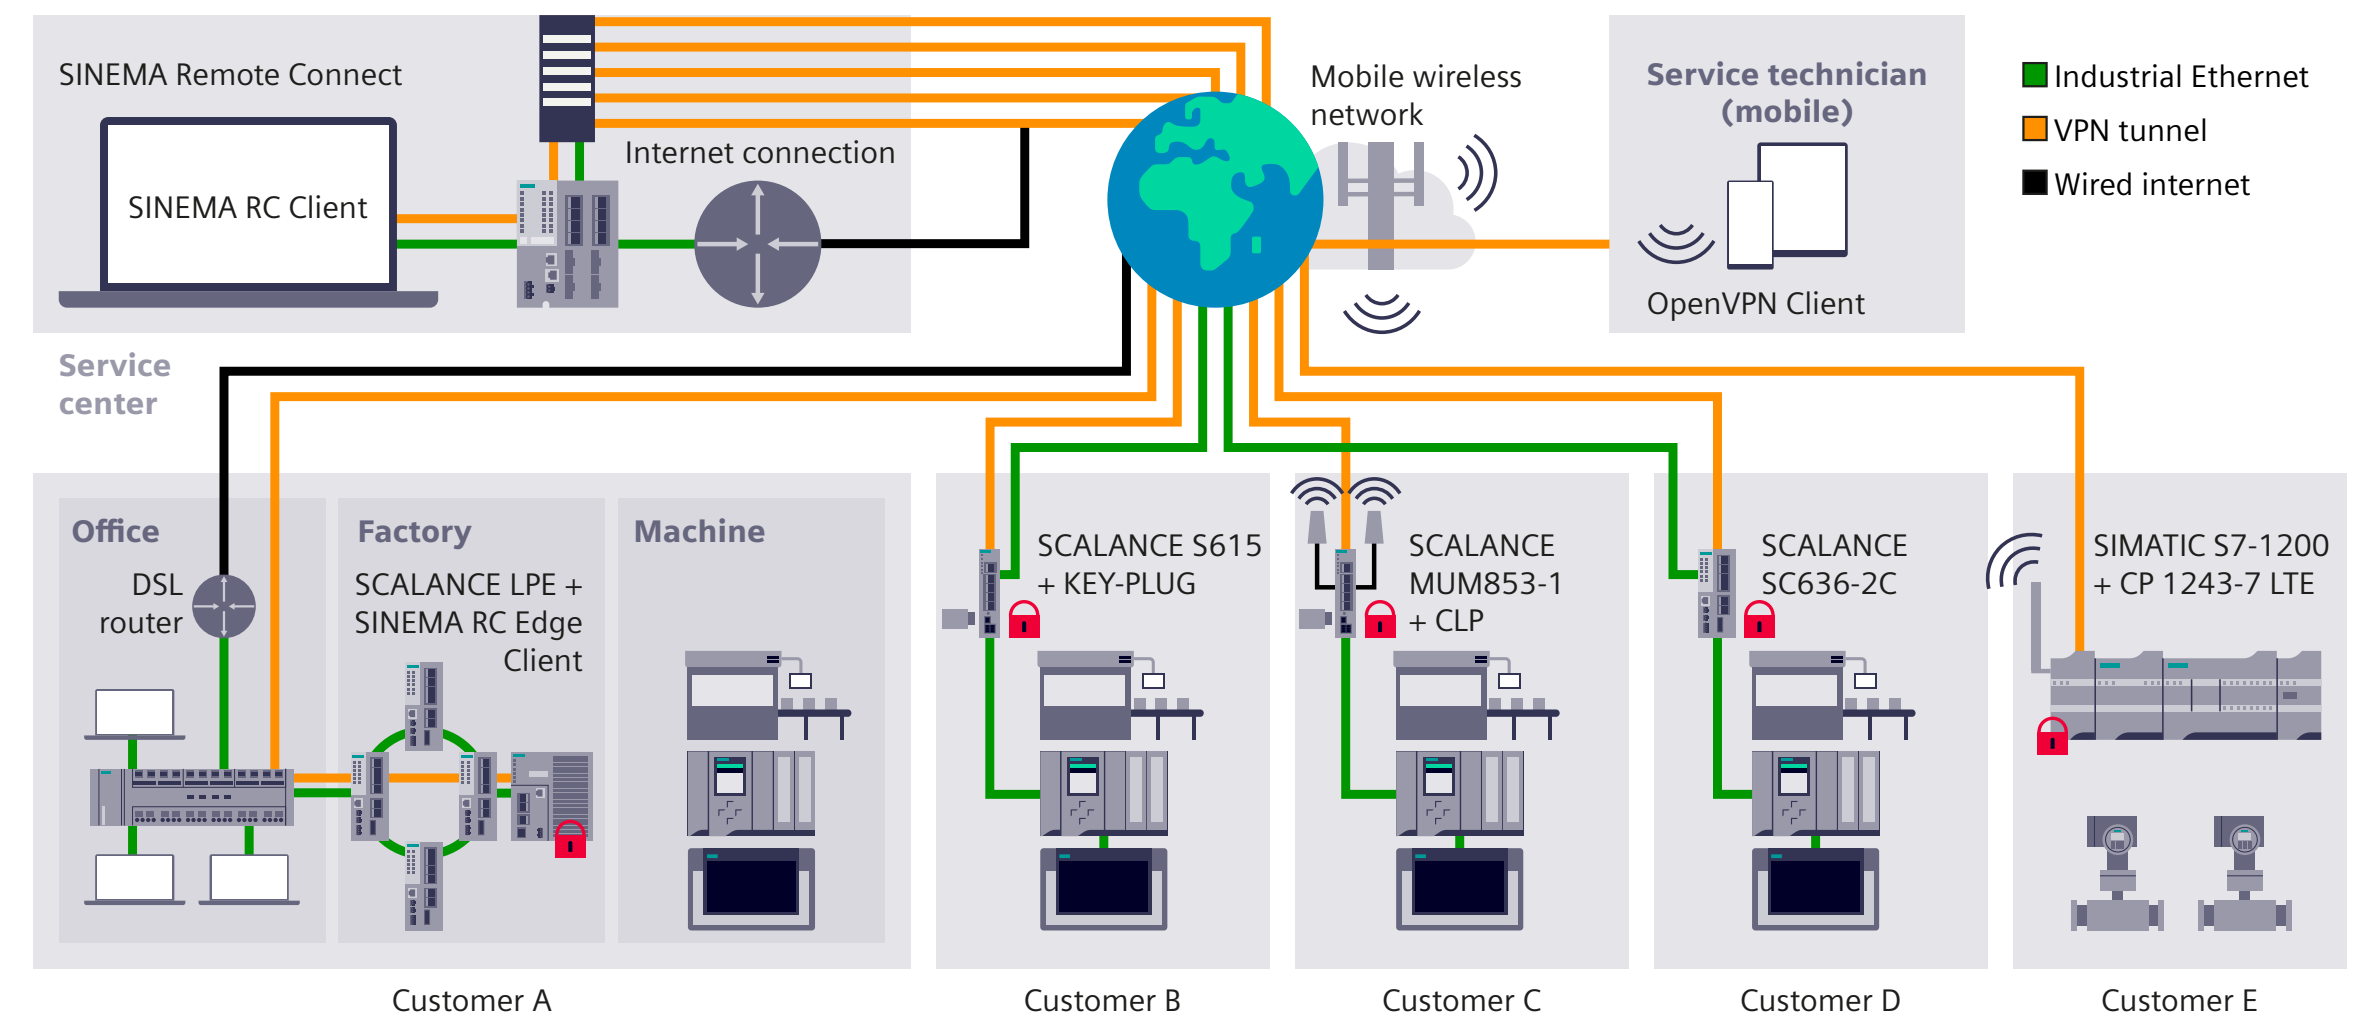 SINEMA Remote Connect
SINEMA RC Client
Internet connection
Service
center
Mobile wireless
network
Service technician
(mobile)
OpenVPN Client
Industrial Ethernet
VPN tunnel
Wired internet
Office
DSL
router
Factory
SCALANCE LPE +
SINEMA RC Edge
Client
Machine
Customer A
SCALANCE S615
+ KEY-PLUG
Customer B
SCALANCE
MUM853-1
+ CLP
Customer C
SCALANCE
SC636-2C
Customer D
SIMATIC S7-1200
+ CP 1243-7 LTE
Customer E